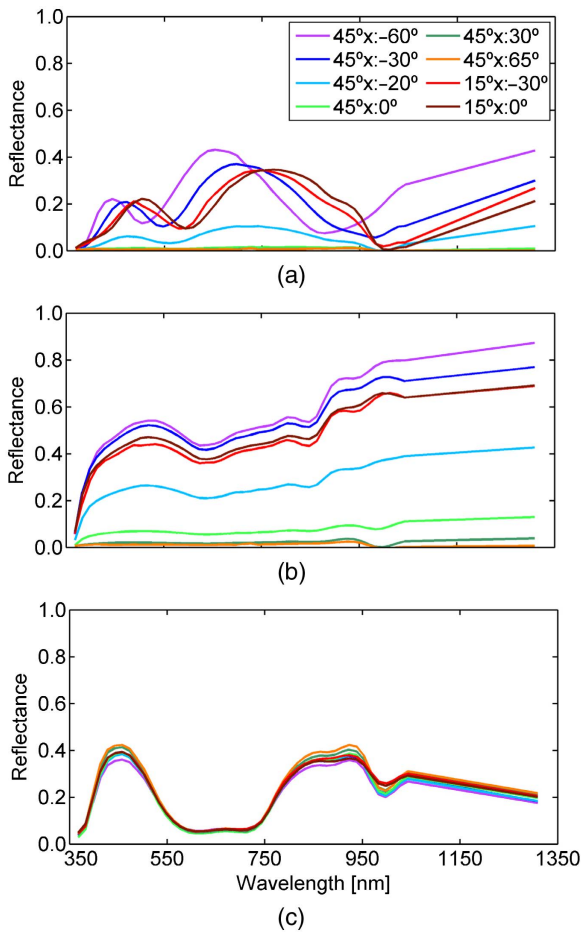 (a)
1.0
0.8
0.6
0.4
0.2
0.0
Reflectance
45ºx:–60º
45ºx:–30º
45ºx:–20º
45ºx:0º
45ºx:30º
45ºx:65º
15ºx:–30º
15ºx:0º
(a)
1.0
0.8
0.6
0.4
0.2
0.0
Reflectance
(b)
1.0
0.8
0.6
0.4
0.2
0.0
Reflectance
350 550 750 950 1150 1350
Wavelength [nm]
(c)